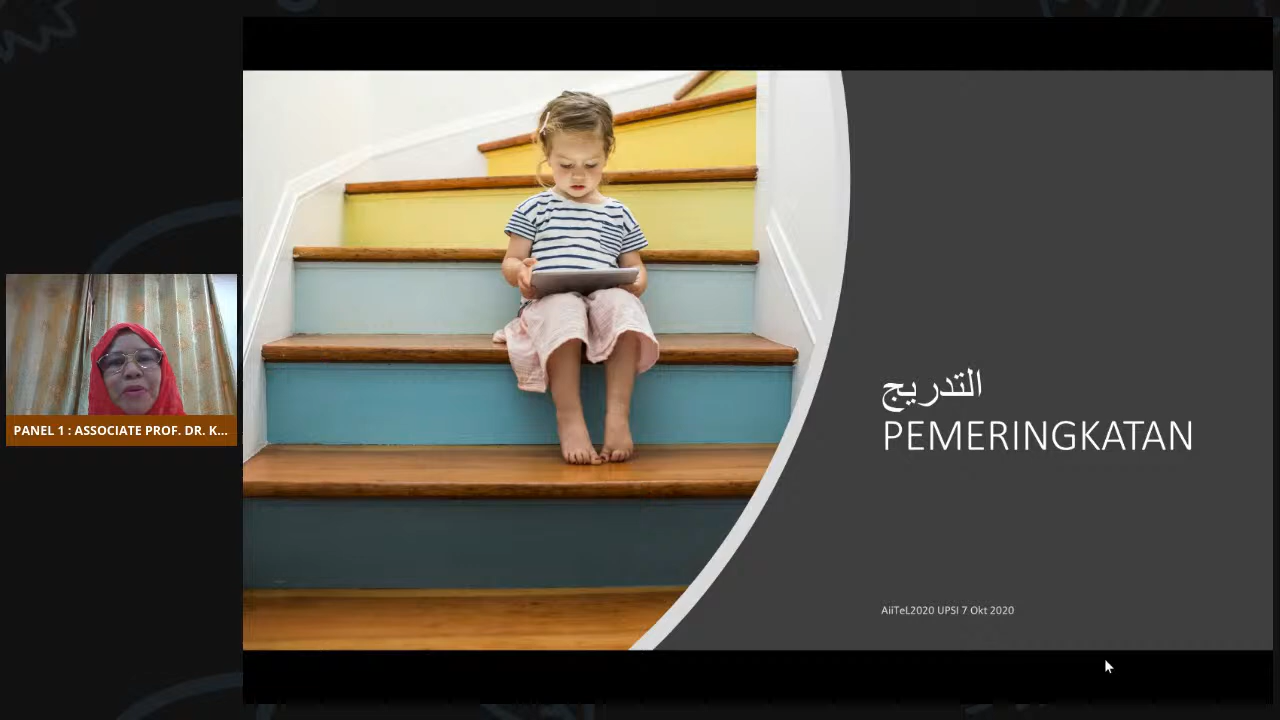 PANEL 1 : ASSOCIATE PROF. DR. K...
التدريج
PEMERINGKATAN
AiiTeL2020 UPSI 7 Okt 2020